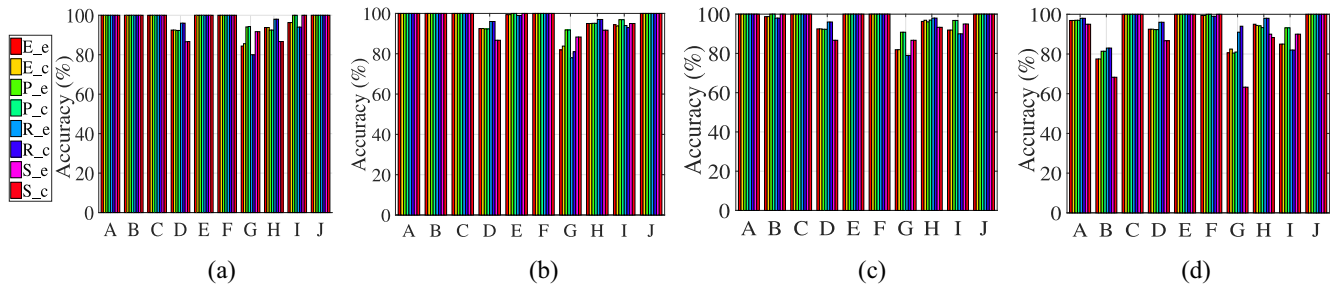 E_e
E_c
P_e
P_c
R_e
R_c
S_e
S_c
Accuracy (%)
100
80
60
40
20
0
A B C D E F G H I J
(a)
Accuracy (%)
100
80
60
40
20
0
A B C D E F G H I J
(b)
Accuracy (%)
100
80
60
40
20
0
A B C D E F G H I J
(c)
Accuracy (%)
100
80
60
40
20
0
A B C D E F G H I J
(d)